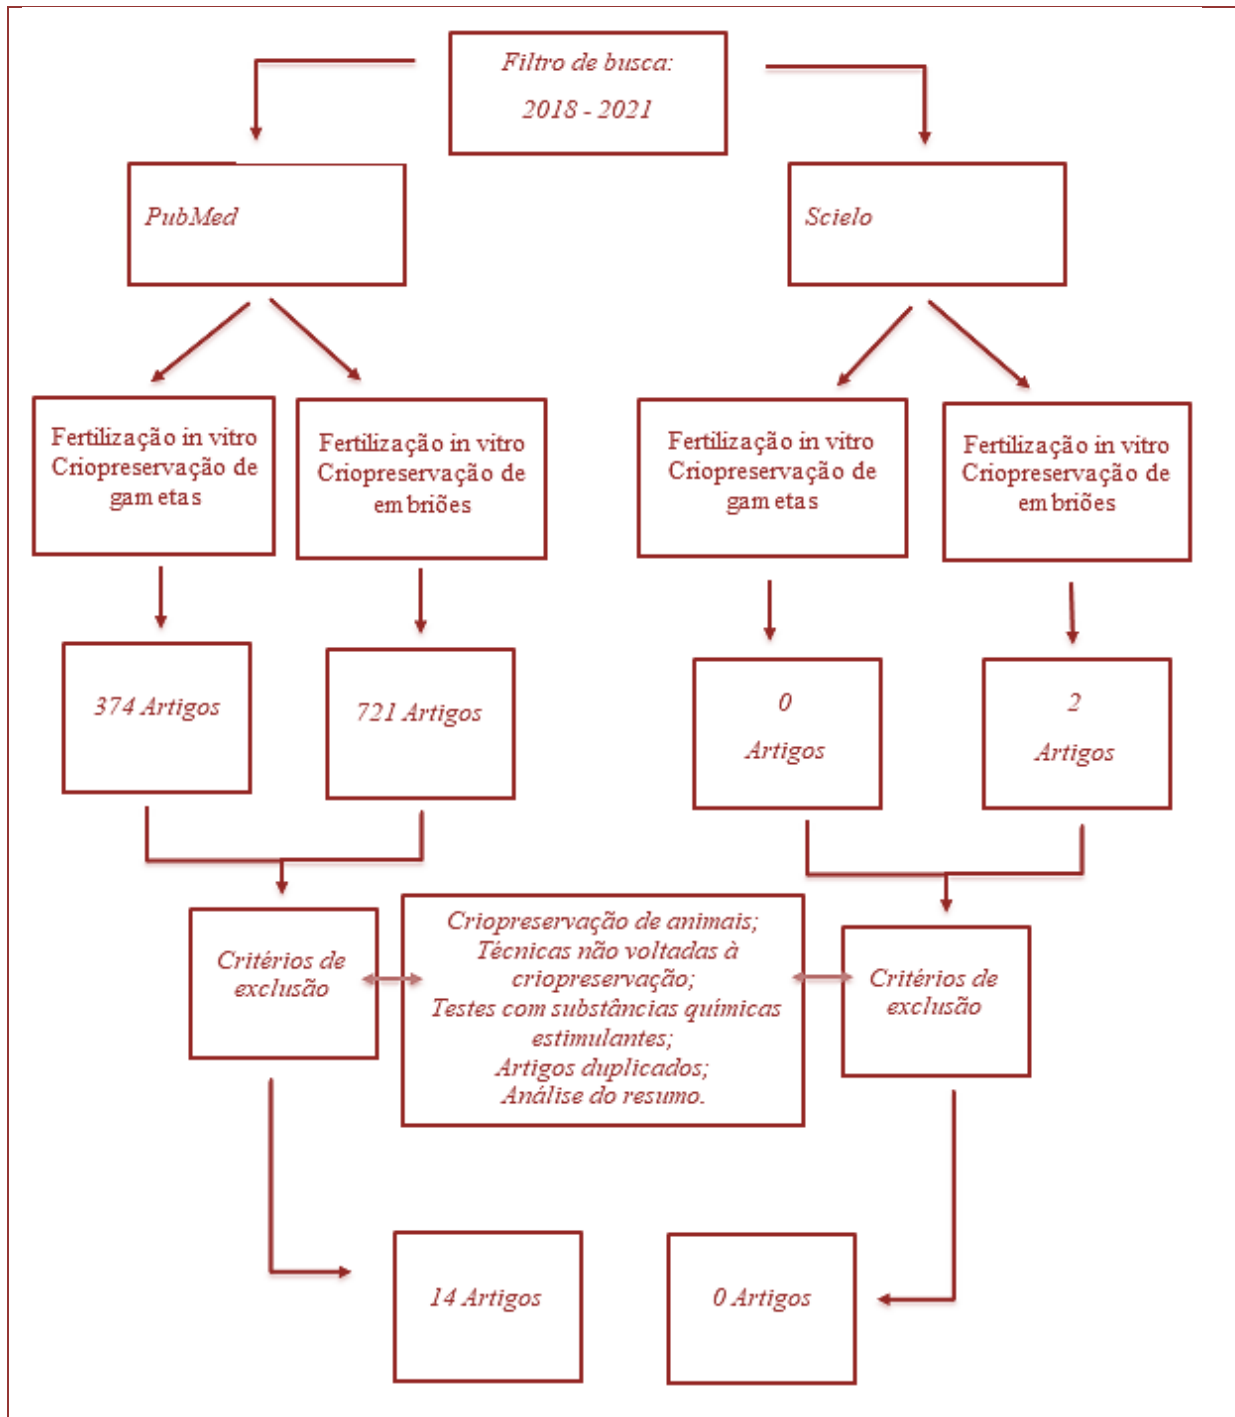 Filtro de busca:
2018 - 2021
PubMed
Scielo
Fertilização in vitro
Criopreservação de
gametas
Fertilização in vitro
Criopreservação de
embriões
Fertilização in vitro
Criopreservação de
gametas
Fertilização in vitro
Criopreservação de
embriões
374 Artigos
721 Artigos
0
Artigos
2
Artigos
Critérios de
exclusão
Criopreservação de animais;
Técnicas não voltadas à
criopreservação;
Testes com substâncias químicas
estimulantes;
Artigos duplicados;
Análise do resumo.
Critérios de
exclusão
14 Artigos
0 Artigos